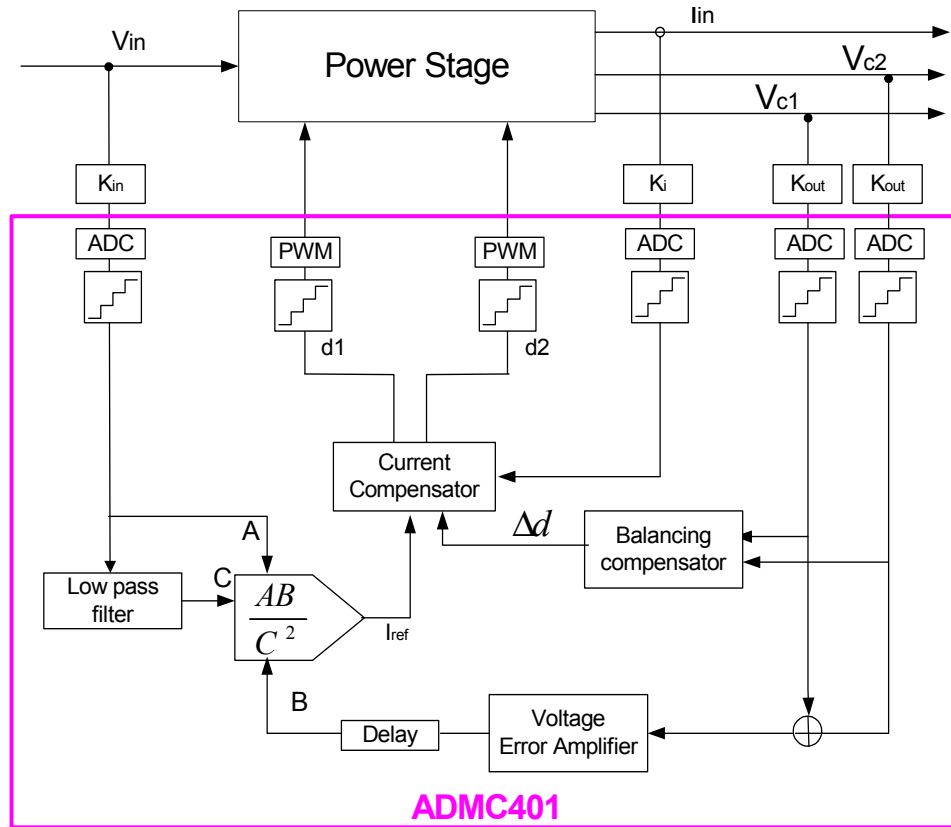 Iin
Vin
Power Stage
Vc2
Vc1
Kin
Ki
Kout
Kout
ADC
PWM
PWM
ADC
ADC
ADC
d1
d2
Current
Compensator
A
Δd
Balancing
compensator
Low pass
filter
C
AB
C 2
Iref
B
Delay
Voltage
Error Amplifier
ADMC401